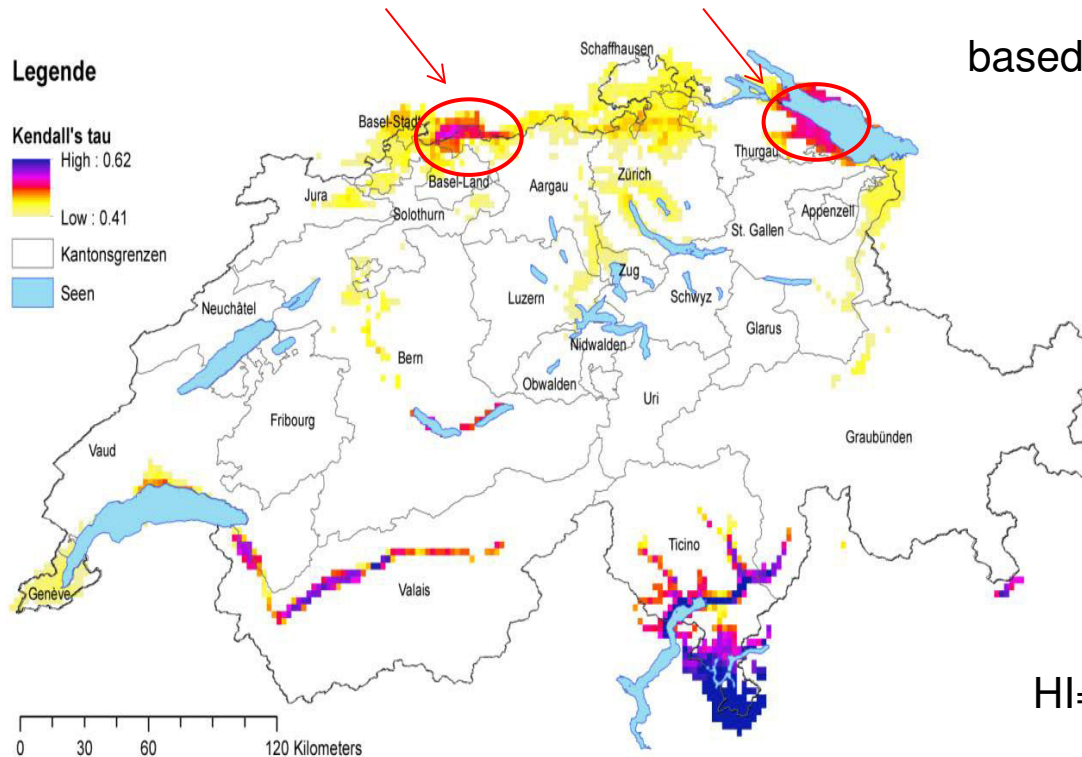 based
Legende
Kendall's tau
High : 0.62
Low : 0.41
Kantonsgrenzen
Seen
Schaffhausen
Basel-Stadt
Thurgau
Basel-Land
Aargau
Zürich
Jura
Solothurn
Appenzell
St. Gallen
Zug
Luzern
Schwyz
Neuchâtel
Glarus
Nidwalden
Bern
Obwalden
Uri
Fribourg
Graubünden
Vaud
Ticino
Valais
Genève
HI=
0 30 60 120 Kilometers